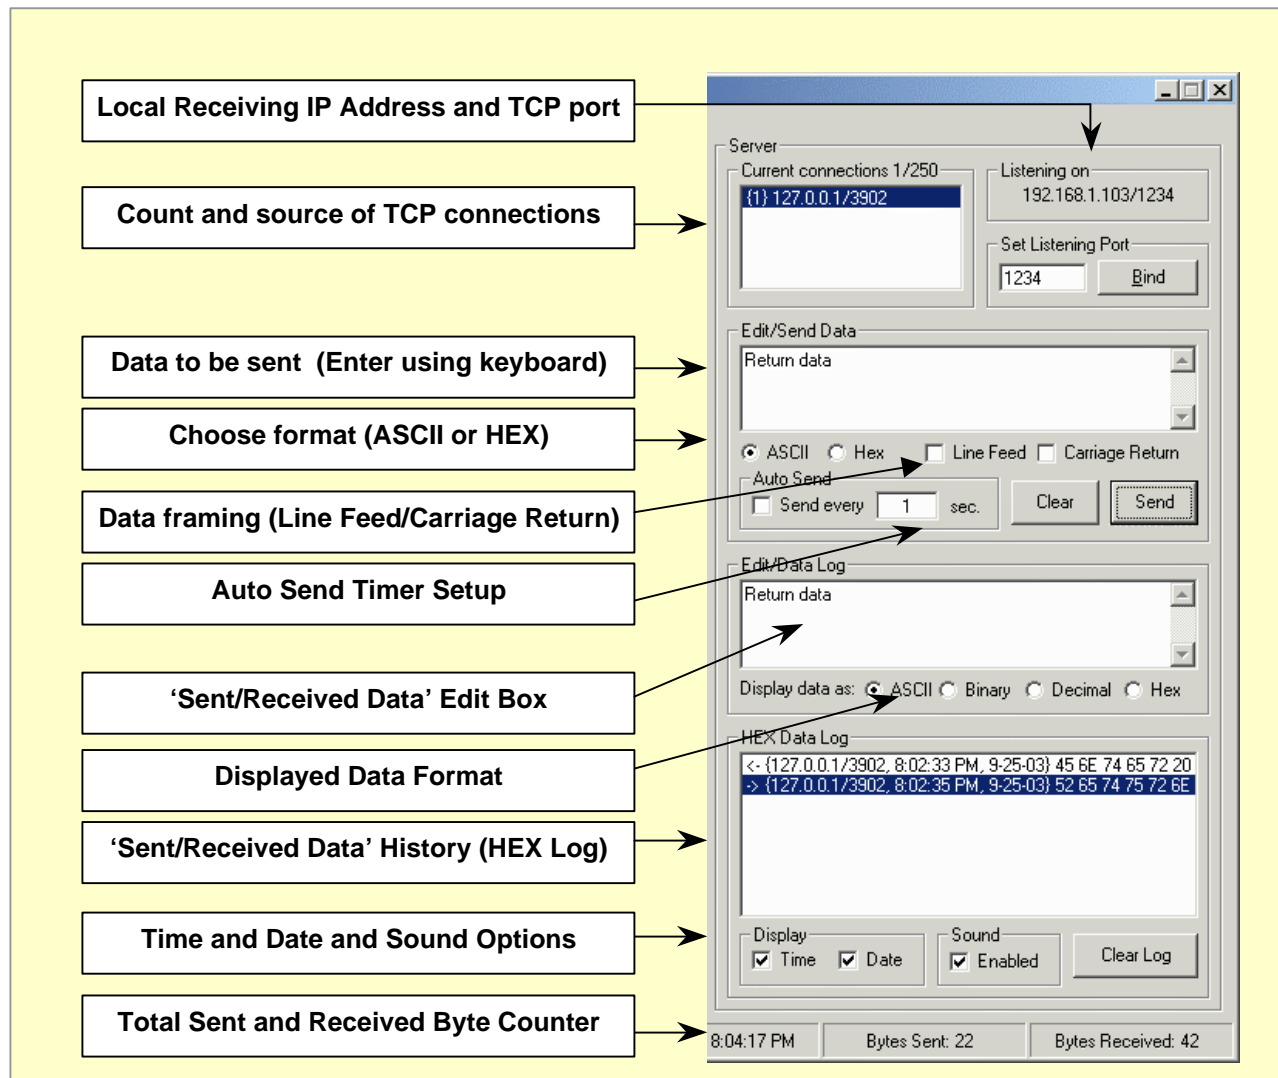 Local Receiving IP Address and TCP port
Count and source of TCP connections
Data to be sent (Enter using keyboard)
Choose format (ASCII or HEX)
Data framing (Line Feed/Carriage Return)
Auto Send Timer Setup
‘Sent/Received Data’ Edit Box
Displayed Data Format
‘Sent/Received Data’ History (HEX Log)
Time and Date and Sound Options
Total Sent and Received Byte Counter
Server
Current connections 1/250
{1} 127.0.0.1/3902
Listening on
192.168.1.103/1234
Set Listening Port
1234
Bind
Edit/Send Data
Return data
ASCII Hex Line Feed Carriage Return
Auto Send
Send every 1 sec.
Clear
Send
Edit/Data Log
Return data
Display data as: ASCII Binary Decimal Hex
HEX Data Log
<- {127.0.0.1/3902, 8:02:33 PM, 9-25-03} 45 6E 74 65 72 20
-> {127.0.0.1/3902, 8:02:35 PM, 9-25-03} 52 65 74 75 72 6E
Display
Time Date
Sound
Enabled
Clear Log
8:04:17 PM
Bytes Sent: 22
Bytes Received: 42